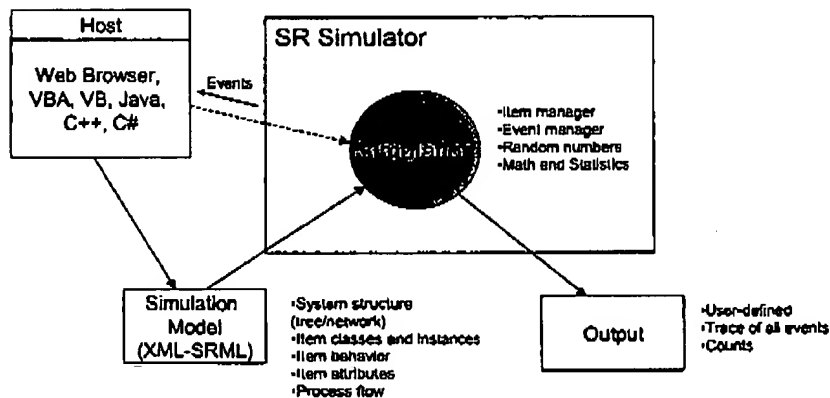 Host
Web Browser,
VBA, VB, Java,
C++, C#
Events
SR Simulator
•Item manager
•Event manager
•Random numbers
•Math and Statistics
Simulation
Model
(XML-SRML)
•System structure
(tree/network)
•Item classes and instances
•Item behavior
•Item attributes
•Process flow
Output
•User-defined
•Trace of all events
•Counts